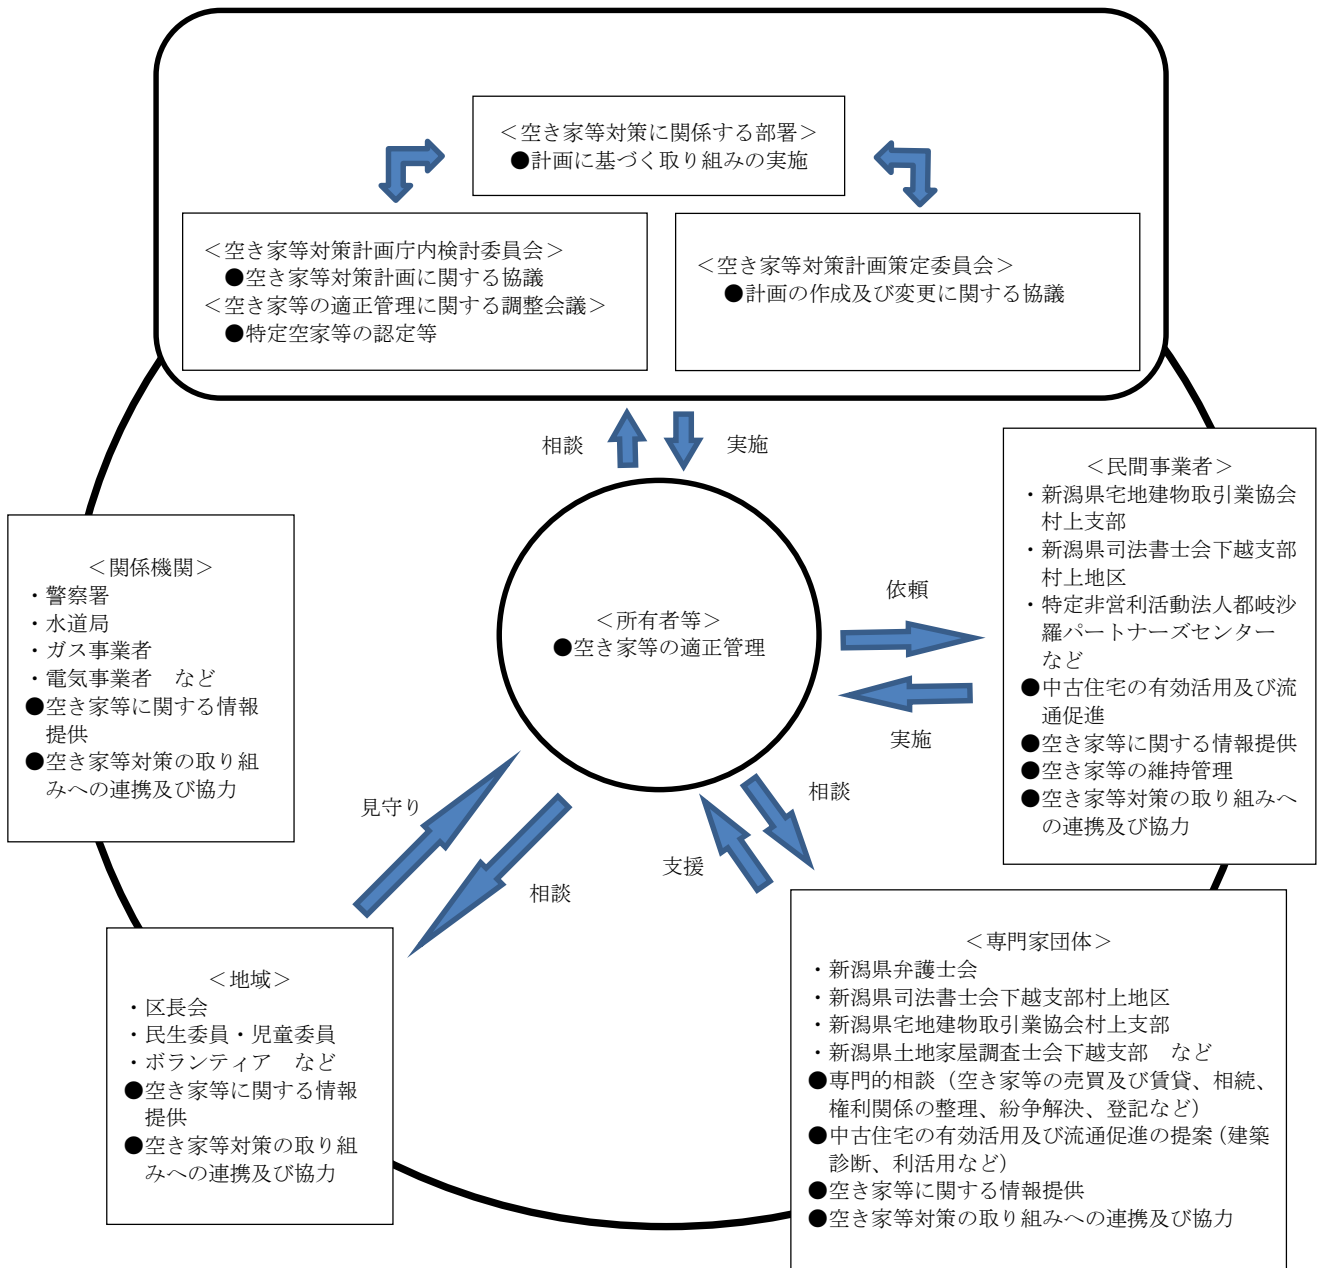 ＜空き家等対策に関係する部署＞
●計画に基づく取り組みの実施
＜空き家等対策計画庁内検討委員会＞
●空き家等対策計画に関する協議
＜空き家等の適正管理に関する調整会議＞
●特定空家等の認定等
＜空き家等対策計画策定委員会＞
●計画の作成及び変更に関する協議
相談
実施
＜民間事業者＞
・新潟県宅地建物取引業協会
村上支部
・新潟県司法書士会下越支部
村上地区
・特定非営利活動法人都岐沙
羅パートナーズセンター
など
●中古住宅の有効活用及び流
通促進
●空き家等に関する情報提供
●空き家等の維持管理
●空き家等対策の取り組みへ
の連携及び協力
＜関係機関＞
・警察署
・水道局
・ガス事業者
・電気事業者　など
●空き家等に関する情報
提供
●空き家等対策の取り組
みへの連携及び協力
＜所有者等＞
●空き家等の適正管理
依頼
実施
見守り
相談
相談
支援
＜地域＞
・区長会
・民生委員・児童委員
・ボランティア　など
●空き家等に関する情報
提供
●空き家等対策の取り組
みへの連携及び協力
＜専門家団体＞
・新潟県弁護士会
・新潟県司法書士会下越支部村上地区
・新潟県宅地建物取引業協会村上支部
・新潟県土地家屋調査士会下越支部　など
●専門的相談（空き家等の売買及び賃貸、相続、
権利関係の整理、紛争解決、登記など）
●中古住宅の有効活用及び流通促進の提案（建築
診断、利活用など）
●空き家等に関する情報提供
●空き家等対策の取り組みへの連携及び協力